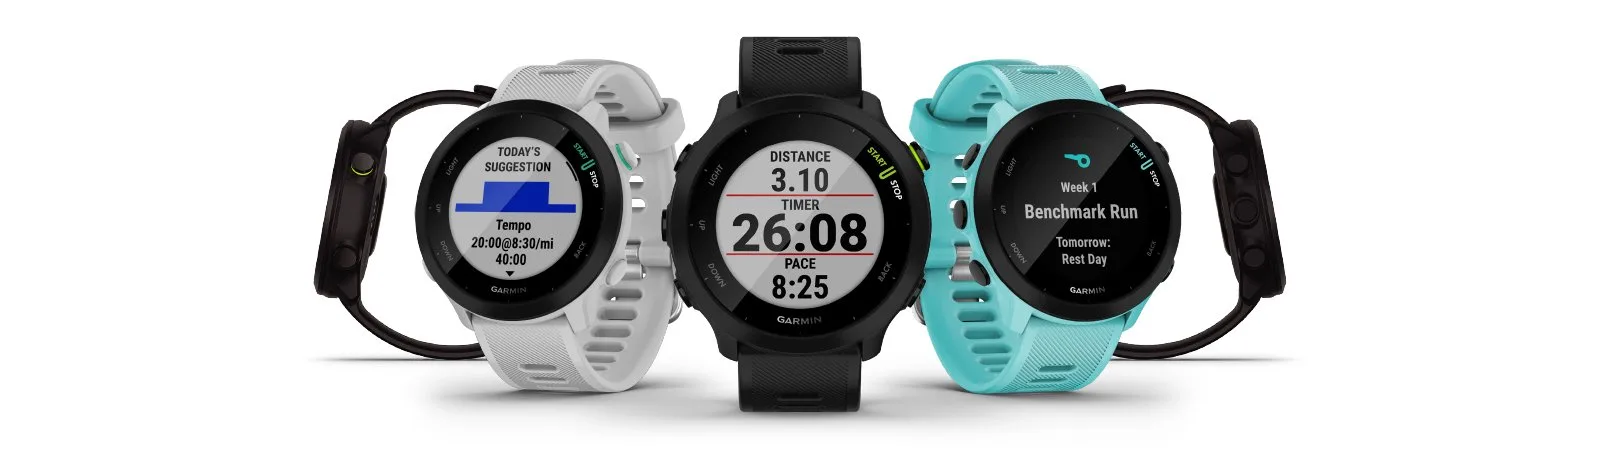 TODAY'S
SUGGESTION
Tempo
20:00@8:30/mi
40:00
GARMIN
LIGHT
UP
DOWN
START
STOP
BACK
DISTANCE
3.10
TIMER
26:08
PACE
8:25
GARMIN
LIGHT
UP
DOWN
START
STOP
BACK
Week 1
Benchmark Run
Tomorrow:
Rest Day
GARMIN
LIGHT
UP
DOWN
START
STOP
BACK